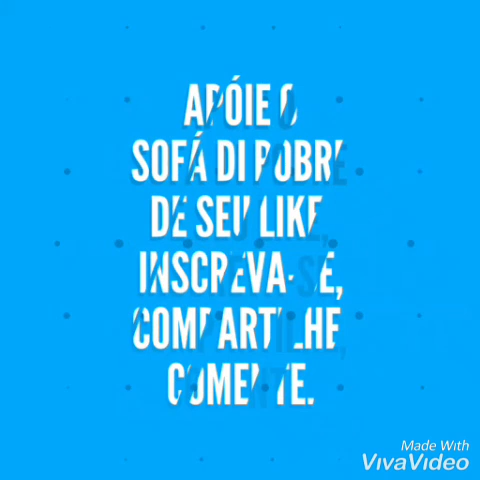 APÓIE O
SOFÁ DI POBRE
DE SEU LIKE,
INSCREVA-SE,
COMPARTILHE
COMENTE.
Made With
VivaVideo